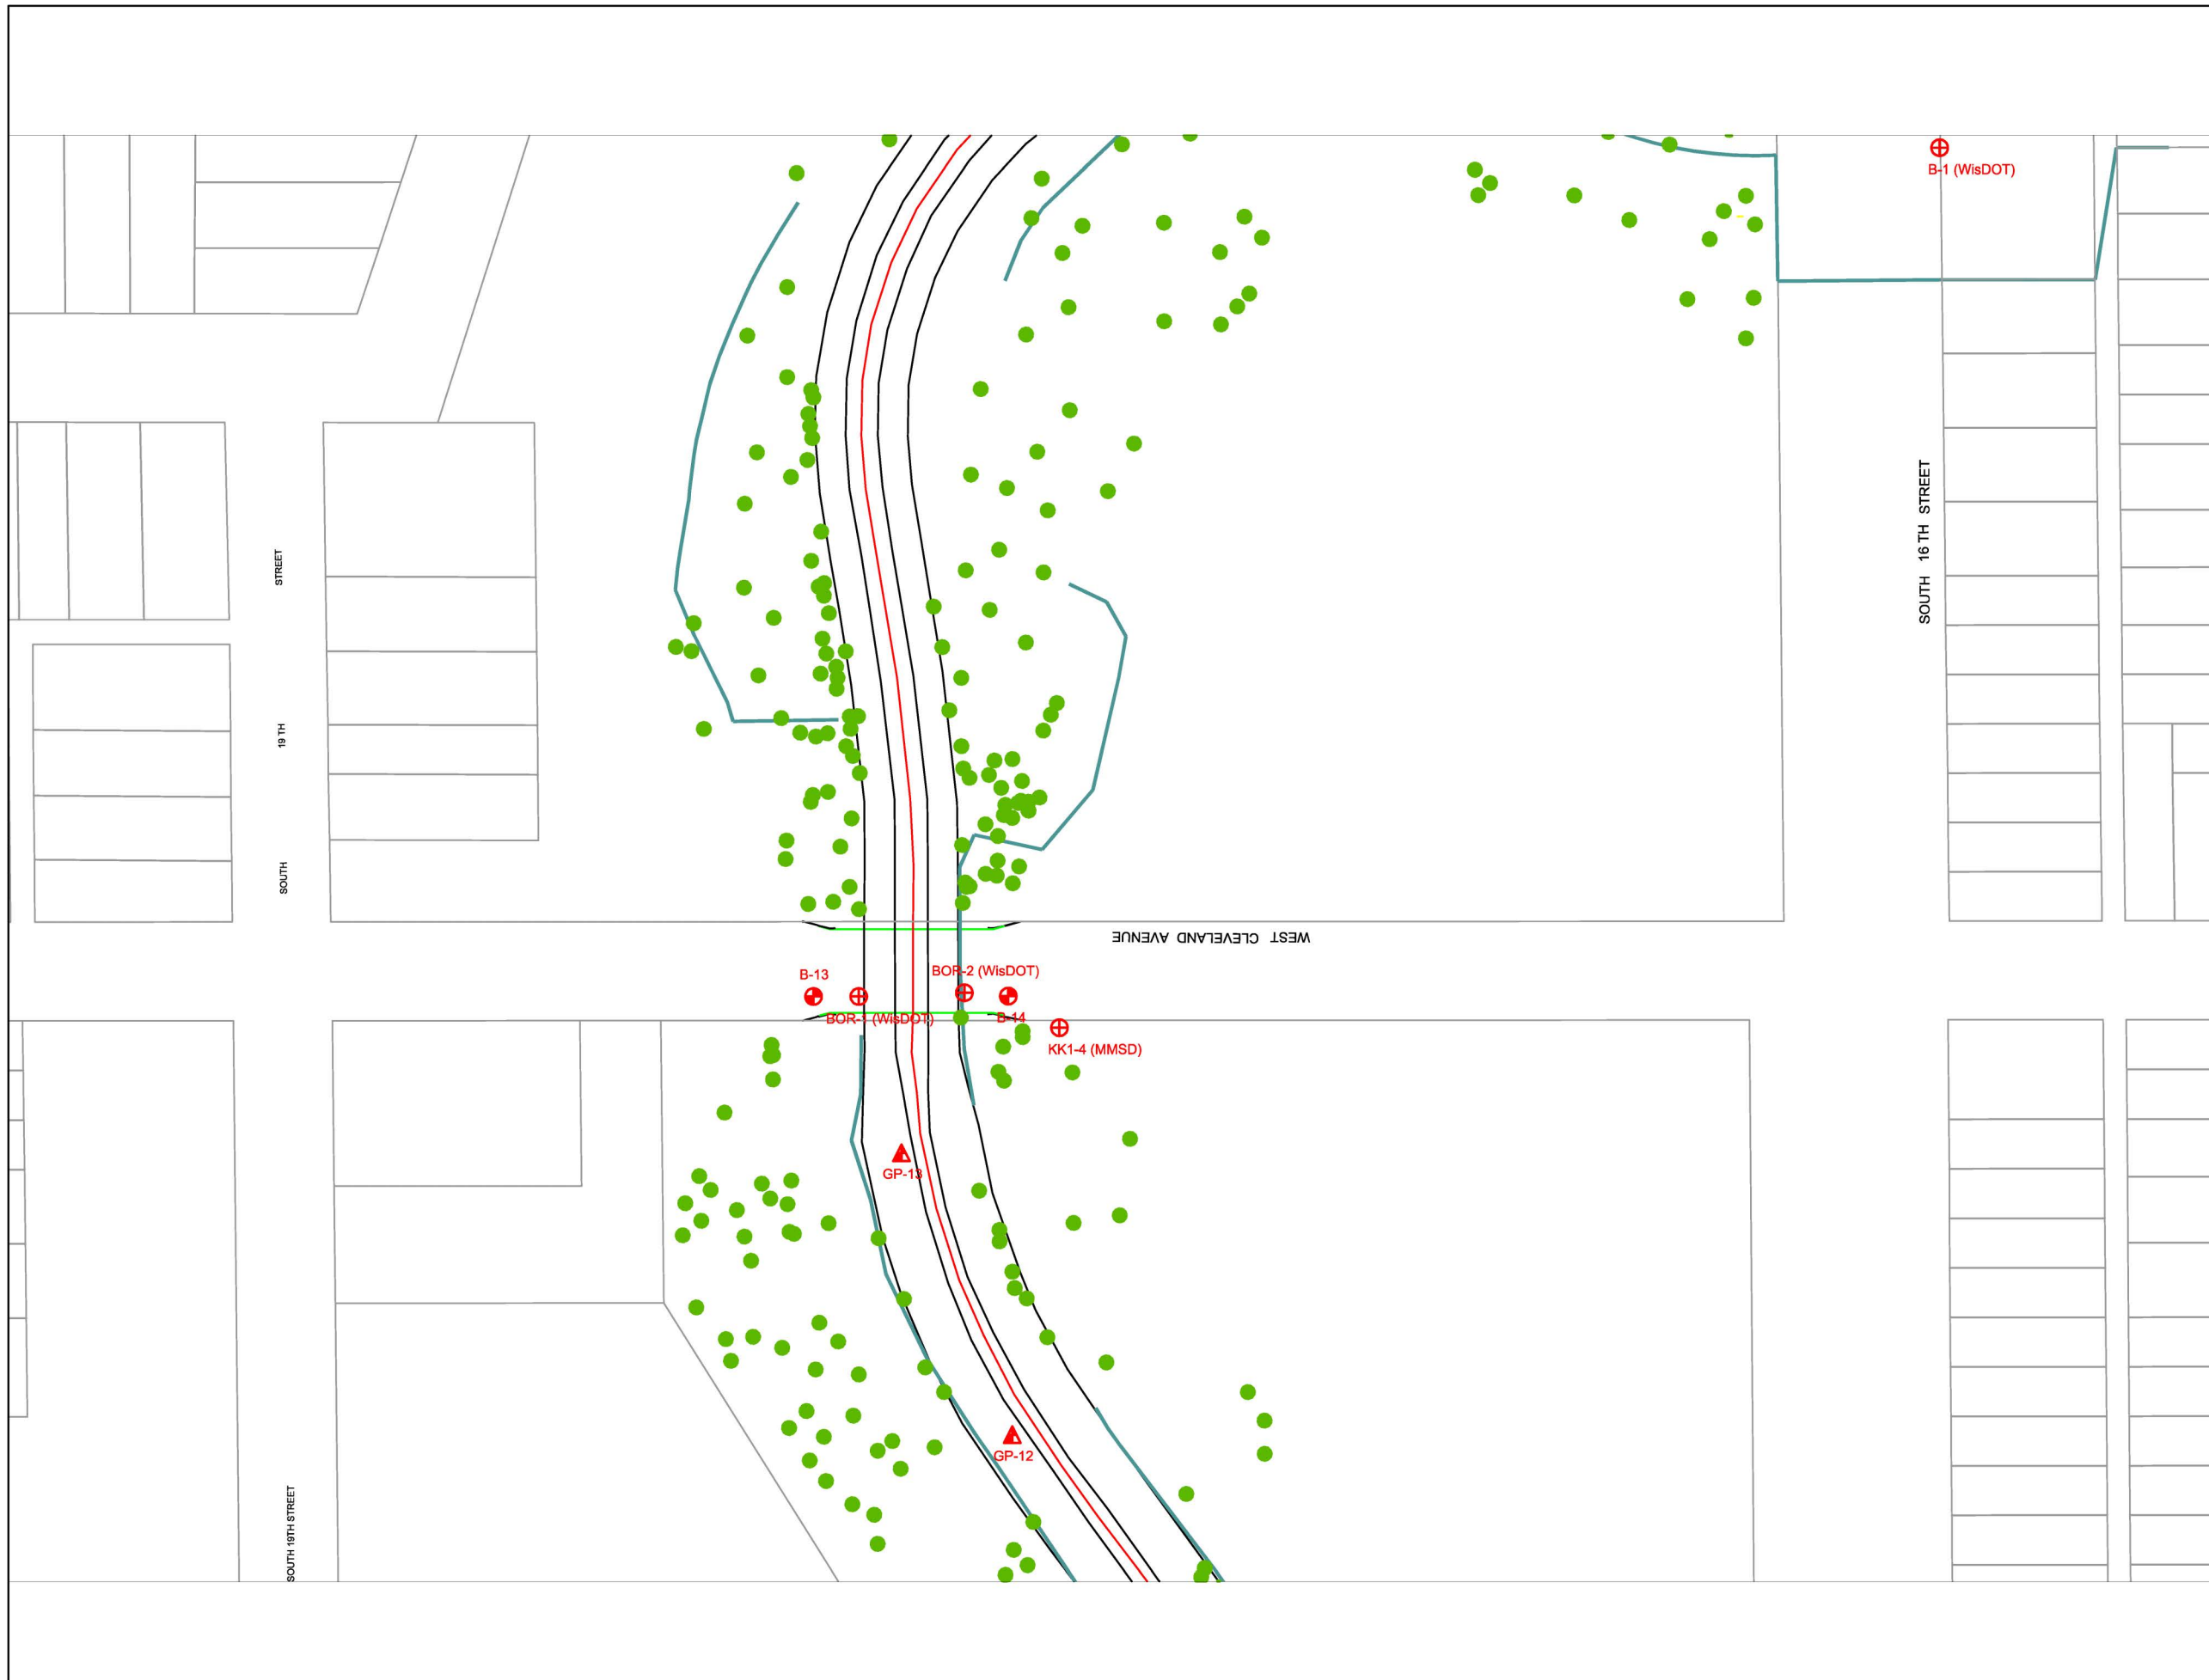 B-1 (WisDOT)
SOUTH 16 TH STREET
SOUTH 19 TH STREET
WEST CLEVELAND AVENUE
B-13
BOR-2 (WisDOT)
BOR-1 (WisDOT)
B-14
KK1-4 (MMSD)
GP-13
GP-12
SOUTH 19TH STREET